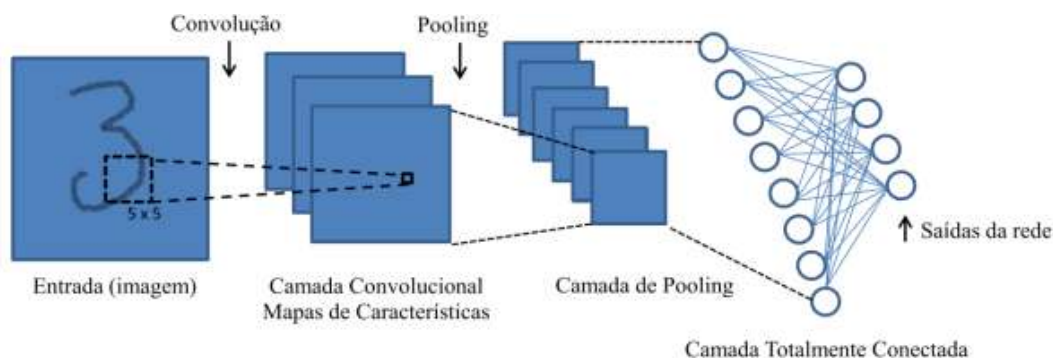 Convolução
Pooling
3
5 x 5
Saídas da rede
Entrada (imagem)
Camada Convolucional
Mapas de Características
Camada de Pooling
Camada Totalmente Conectada